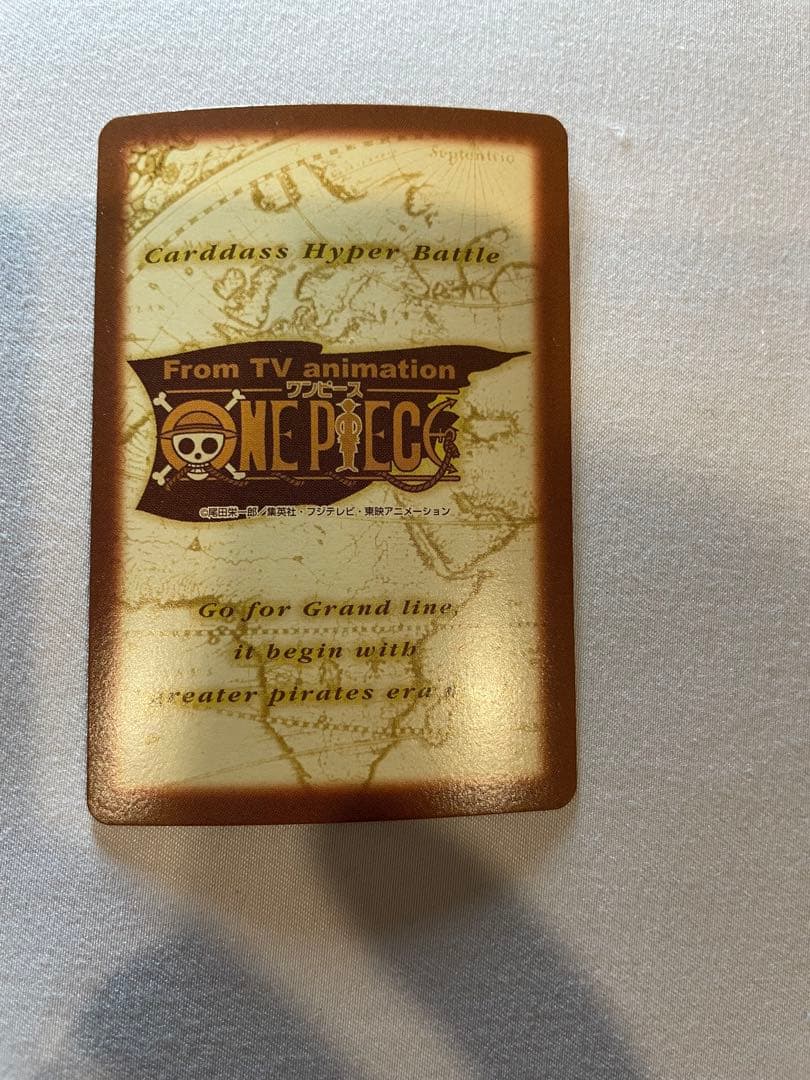 Septentrio
Carddass Hyper Battle
From TV animation
ワンピース
ONE PIECE
©尾田栄一郎/集英社・フジテレビ・東映アニメーション
Go for Grand line,
it begin with
greater pirates era